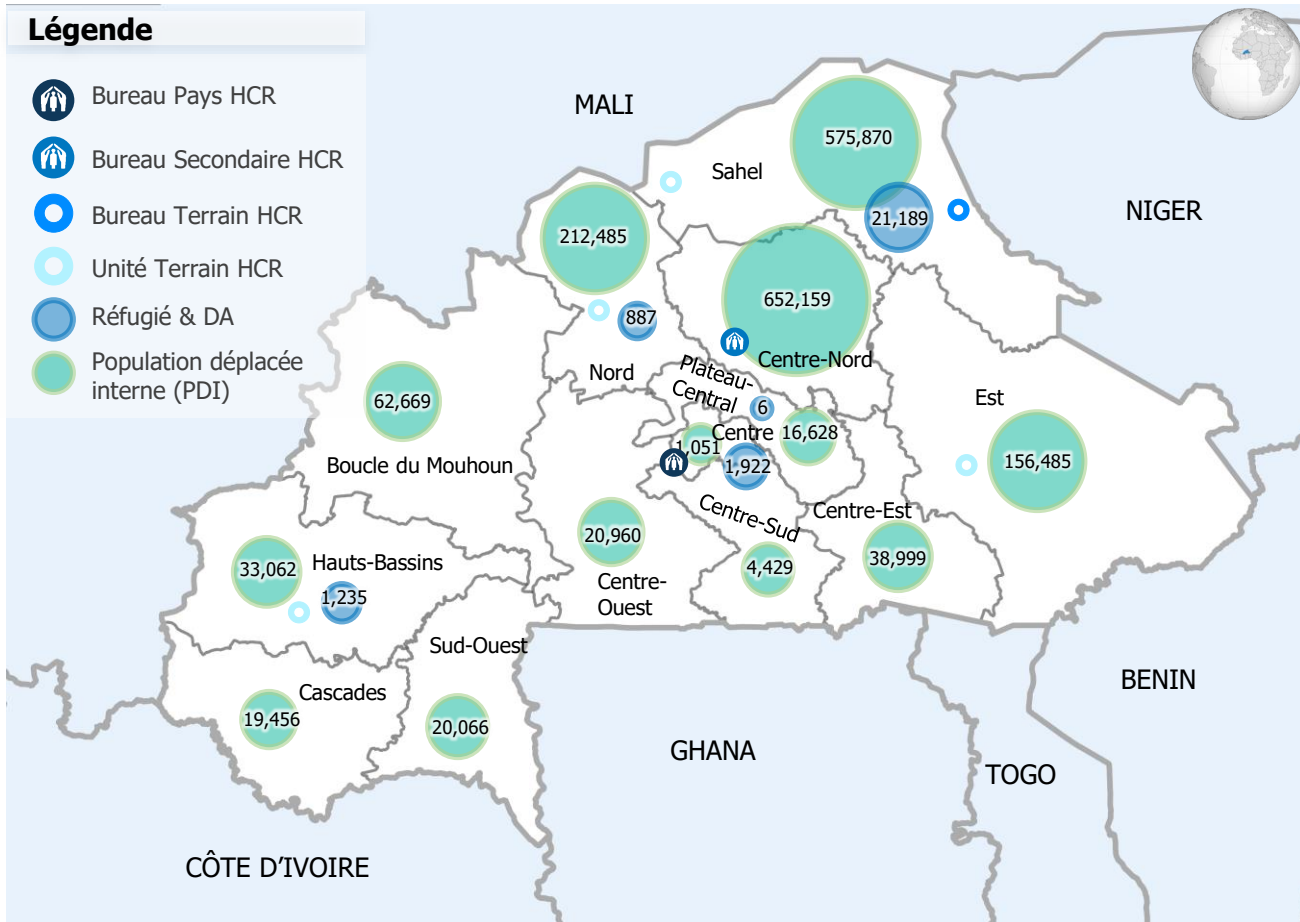 Légende
Bureau Pays HCR
Bureau Secondaire HCR
Bureau Terrain HCR
Unité Terrain HCR
Réfugié & DA
Population déplacée
interne (PDI)
MALI
NIGER
Sahel
575,870
21,189
212,485
887
Nord
652,159
Centre-Nord
Plateau-
Central
6
Centre
1,051
1,922
16,628
Est
156,485
62,669
Boucle du Mouhoun
Centre-Sud
4,429
Centre-Est
38,999
20,960
Centre-
Ouest
33,062
Hauts-Bassins
1,235
Sud-Ouest
20,066
Cascades
19,456
BENIN
GHANA
TOGO
CÔTE D'IVOIRE